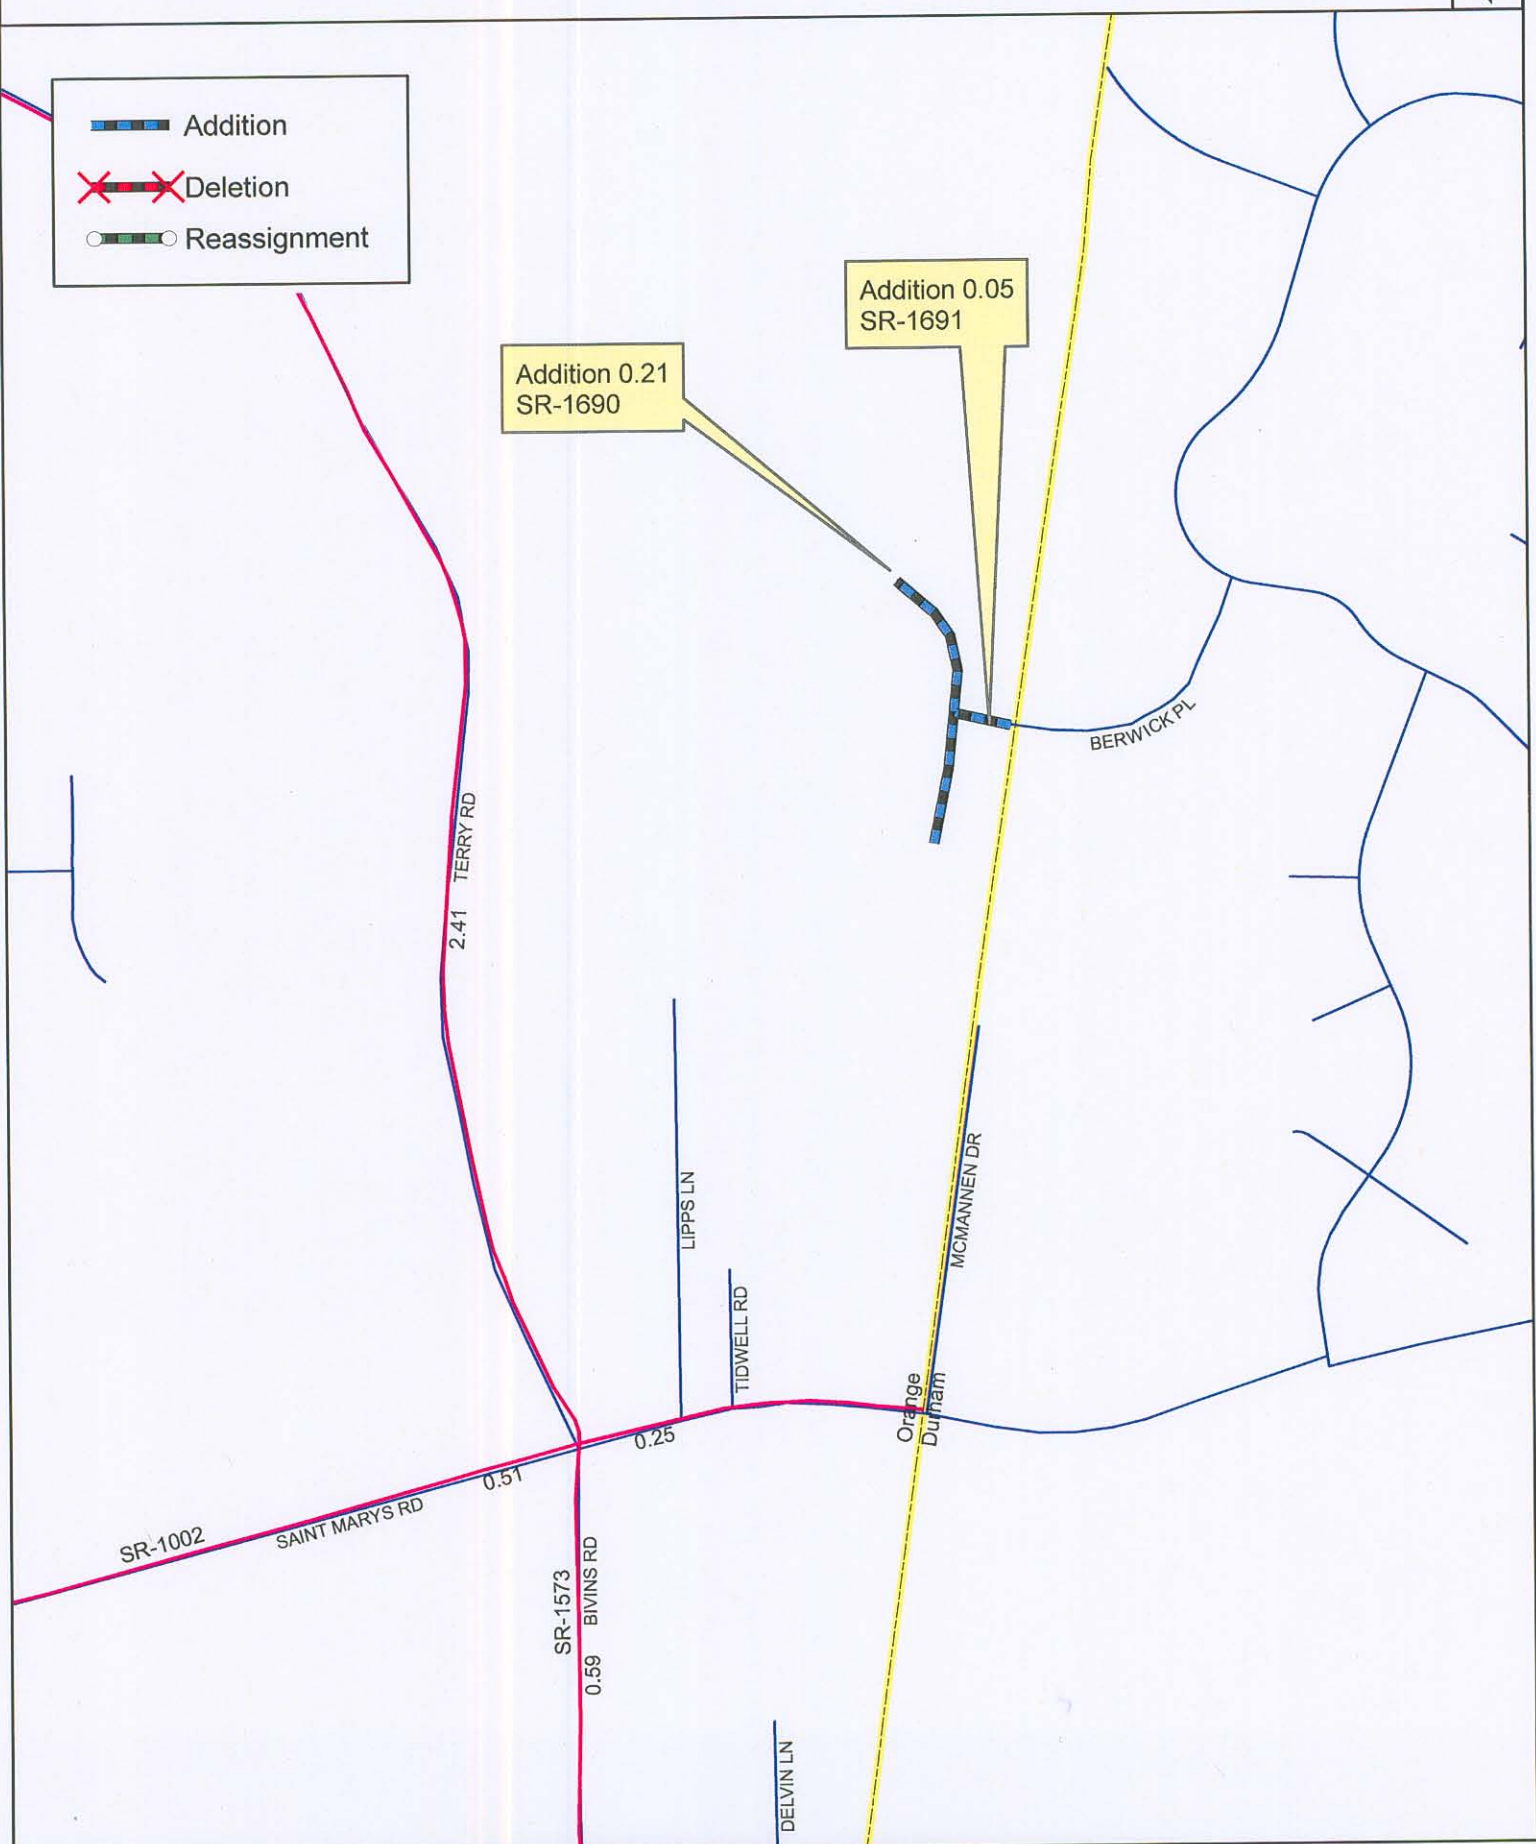 Addition
Deletion
Reassignment
Addition 0.05
SR-1691
Addition 0.21
SR-1690
BERWICK PL
TERRY RD
2.41
LIPPS LN
MCMANNEN DR
TIDWELL RD
Orange
Durham
0.25
0.51
SAINT MARYS RD
SR-1002
SR-1573
BIVINS RD
0.59
DELVIN LN